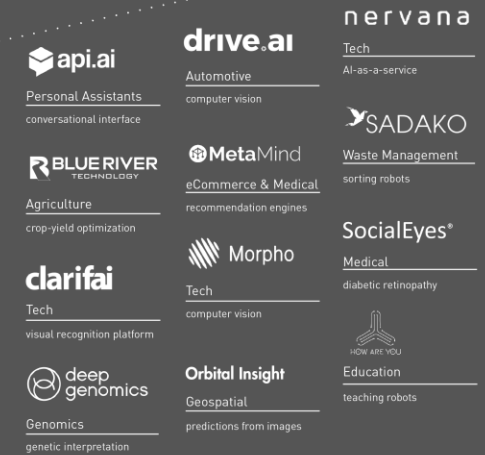 api.ai
Personal Assistants
conversational interface
BLUE RIVER
TECHNOLOGY
Agriculture
crop-yield optimization
clarifai
Tech
visual recognition platform
deep
genomics
Genomics
genetic interpretation
drive.ai
Automotive
computer vision
MetaMind
eCommerce & Medical
recommendation engines
Morpho
Tech
computer vision
Orbital Insight
Geospatial
predictions from images
nervana
Tech
AI-as-a-service
SADAKO
Waste Management
sorting robots
SocialEyes®
Medical
diabetic retinopathy
HOW ARE YOU
Education
teaching robots